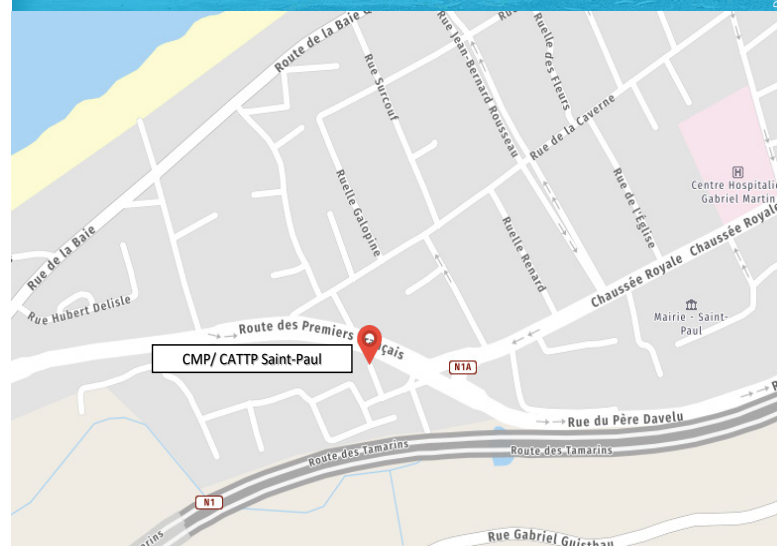 Route de la Baie
Rue Surcouf
Rue Jean-Bernard Rousseau
Ruelle des Fleurs
Rue de la Caverne
Ruelle Galopine
Rue de l'Église
Ruelle Renard
H
Centre Hospitalie
Gabriel Martin
Chaussée Royale
Chaussée Royale
Rue de la Baie
Rue Hubert Delisle
Mairie - Saint-
Paul
Route des Premiers
çais
CMP/ CATTP Saint-Paul
N1A
Rue du Père Davelu
Route des Tamarins
Route des Tamarins
N1
Rue Gabriel Guisthau